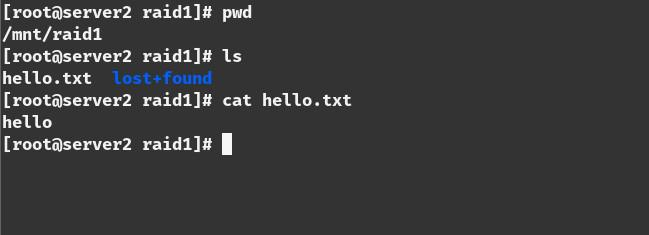 [root@server2 raid1]# pwd
/mnt/raid1
[root@server2 raid1]# ls
hello.txt  lost+found
[root@server2 raid1]# cat hello.txt
hello
[root@server2 raid1]#